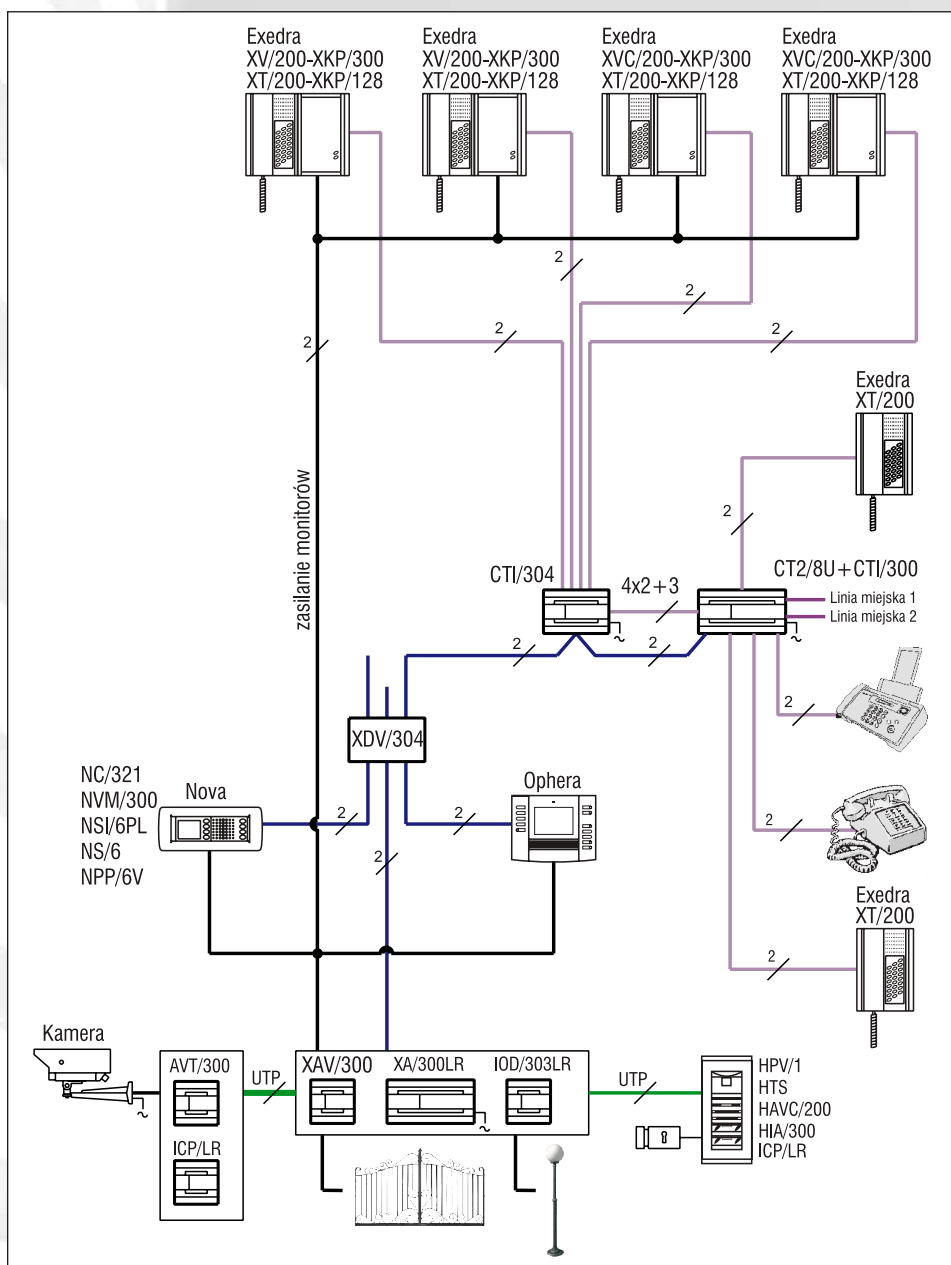 Exedra
XV/200-XKP/300
XT/200-XKP/128
Exedra
XV/200-XKP/300
XT/200-XKP/128
Exedra
XVC/200-XKP/300
XT/200-XKP/128
Exedra
XVC/200-XKP/300
XT/200-XKP/128
2
2
2
2
2
zasilanie monitorów
Exedra
XT/200
2
CTI/304
4x2+3
CT2/8U+CTI/300
Linia miejska 1
Linia miejska 2
2
2
2
XDV/304
NC/321
NVM/300
NSI/6PL
NS/6
NPP/6V
Nova
Ophera
2
2
2
2
Exedra
XT/200
2
Kamera
AVT/300
ICP/LR
UTP
XAV/300
XA/300LR
IOD/303LR
UTP
HPV/1
HTS
HAVC/200
HIA/300
ICP/LR
~
~
~
~